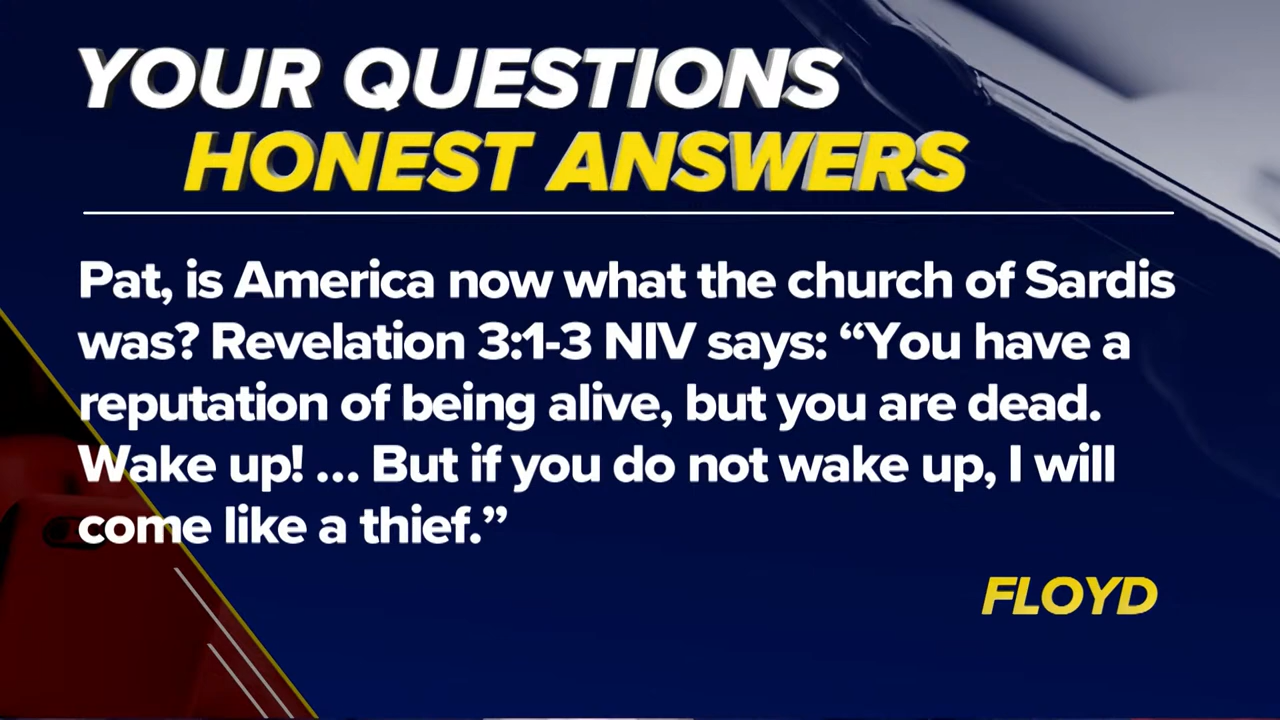 YOUR QUESTIONS
HONEST ANSWERS
Pat, is America now what the church of Sardis
was? Revelation 3:1-3 NIV says: “You have a
reputation of being alive, but you are dead.
Wake up! ... But if you do not wake up, I will
come like a thief.”
FLOYD